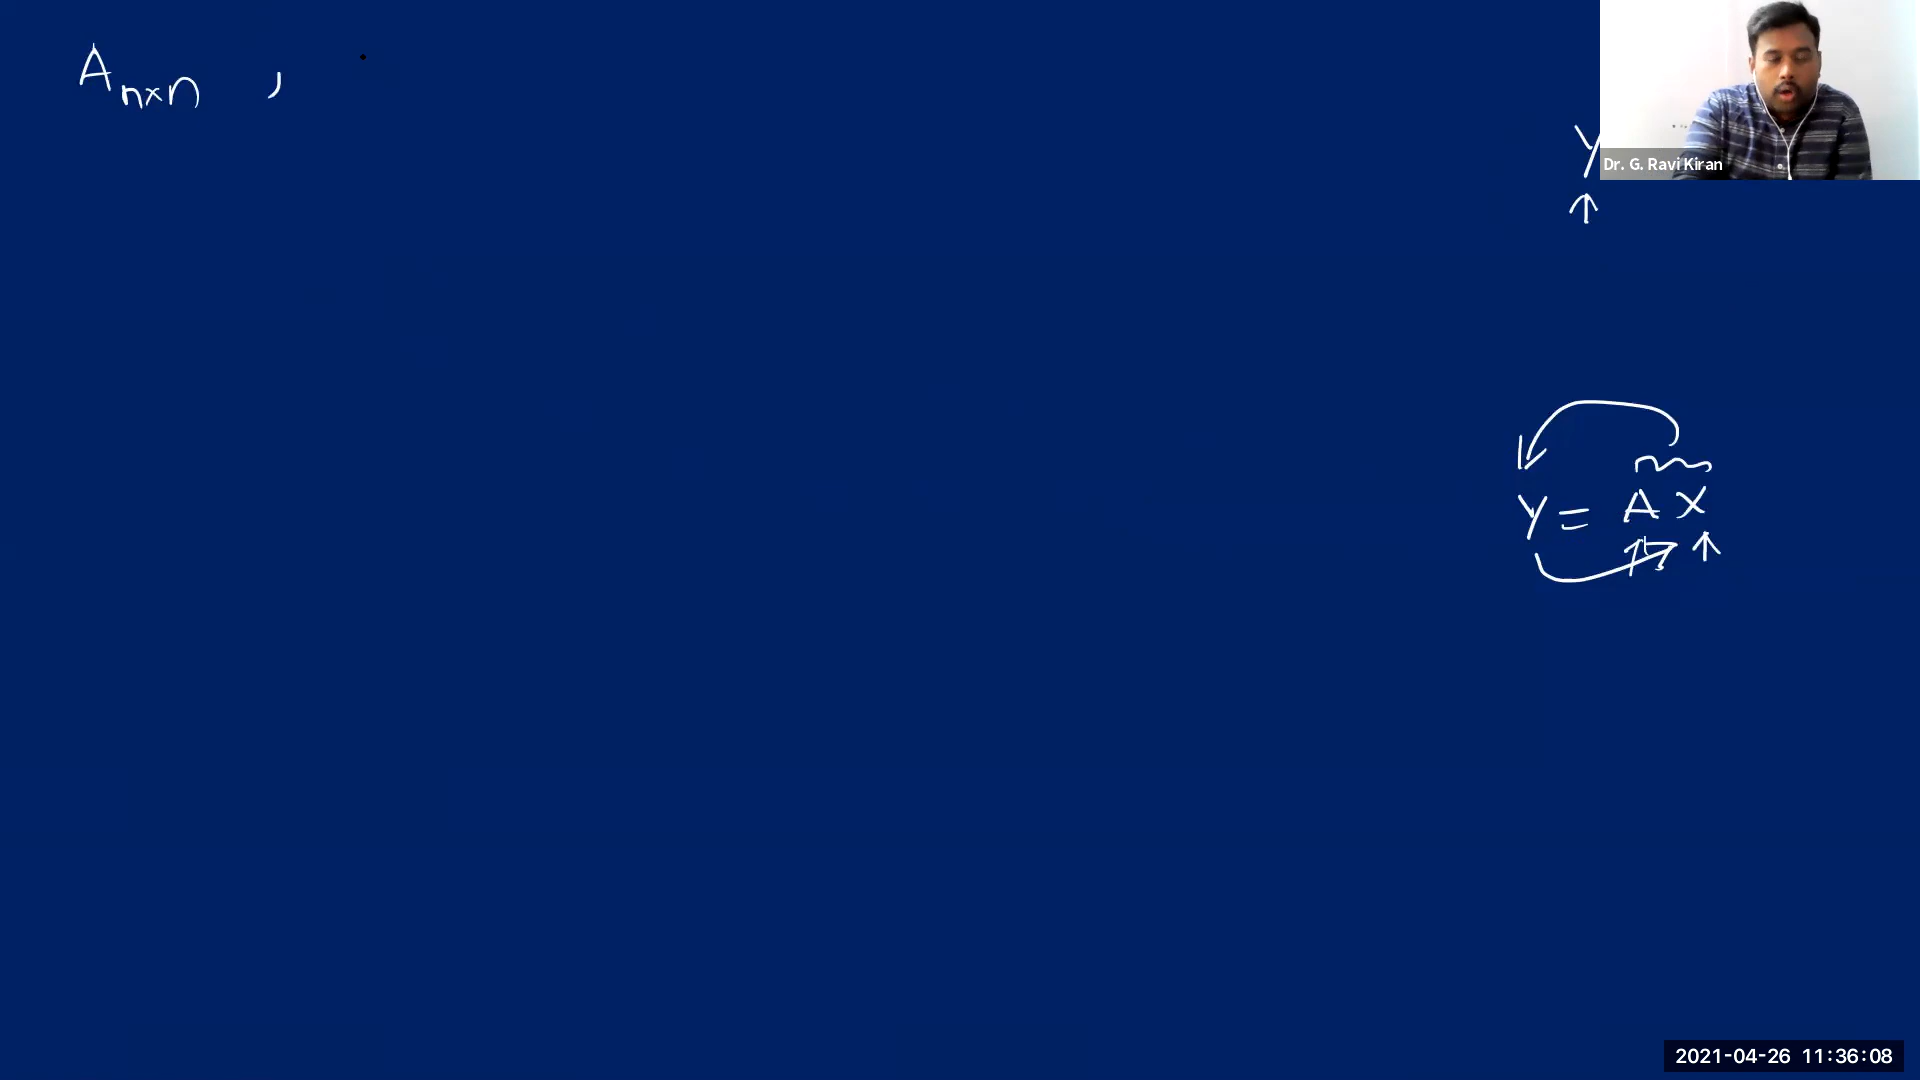 A n×n ,
Y
Dr. G. Ravi Kiran
Y = A X
2021-04-26 11:36:08